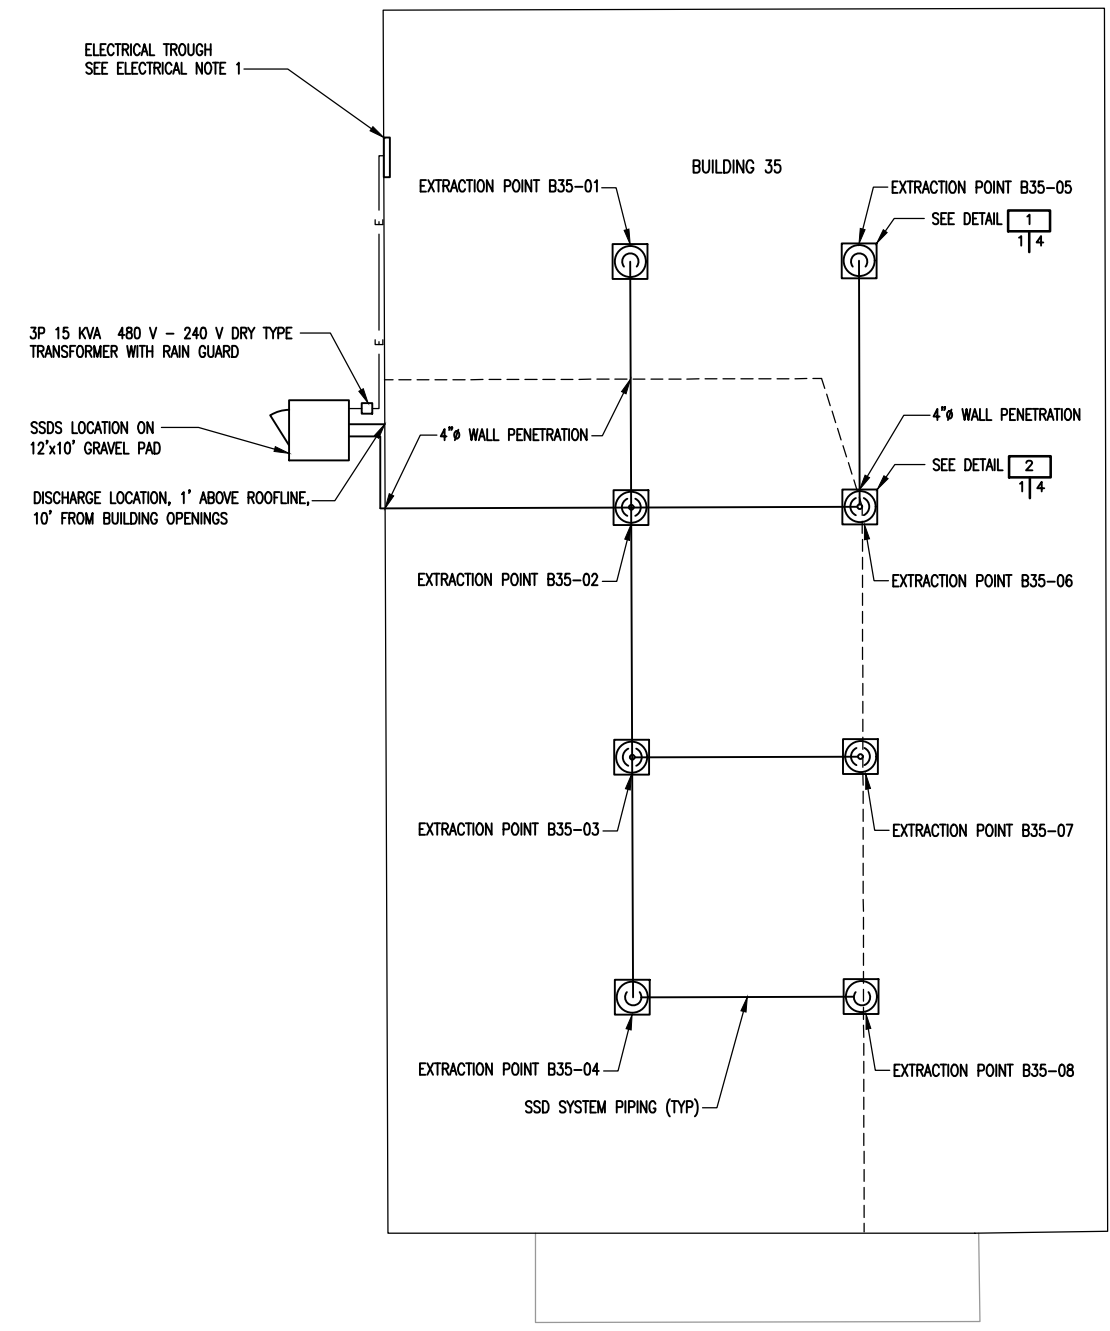 ELECTRICAL TROUGH
SEE ELECTRICAL NOTE 1
BUILDING 35
EXTRACTION POINT B35-01
EXTRACTION POINT B35-05
SEE DETAIL 1
1 4
E
3P 15 KVA 480 V - 240 V DRY TYPE
TRANSFORMER WITH RAIN GUARD
E
SSDS LOCATION ON
12'x10' GRAVEL PAD
4"ø WALL PENETRATION
4"ø WALL PENETRATION
SEE DETAIL 2
1 4
DISCHARGE LOCATION, 1' ABOVE ROOFLINE,
10' FROM BUILDING OPENINGS
EXTRACTION POINT B35-02
EXTRACTION POINT B35-06
EXTRACTION POINT B35-03
EXTRACTION POINT B35-07
EXTRACTION POINT B35-04
EXTRACTION POINT B35-08
SSD SYSTEM PIPING (TYP)